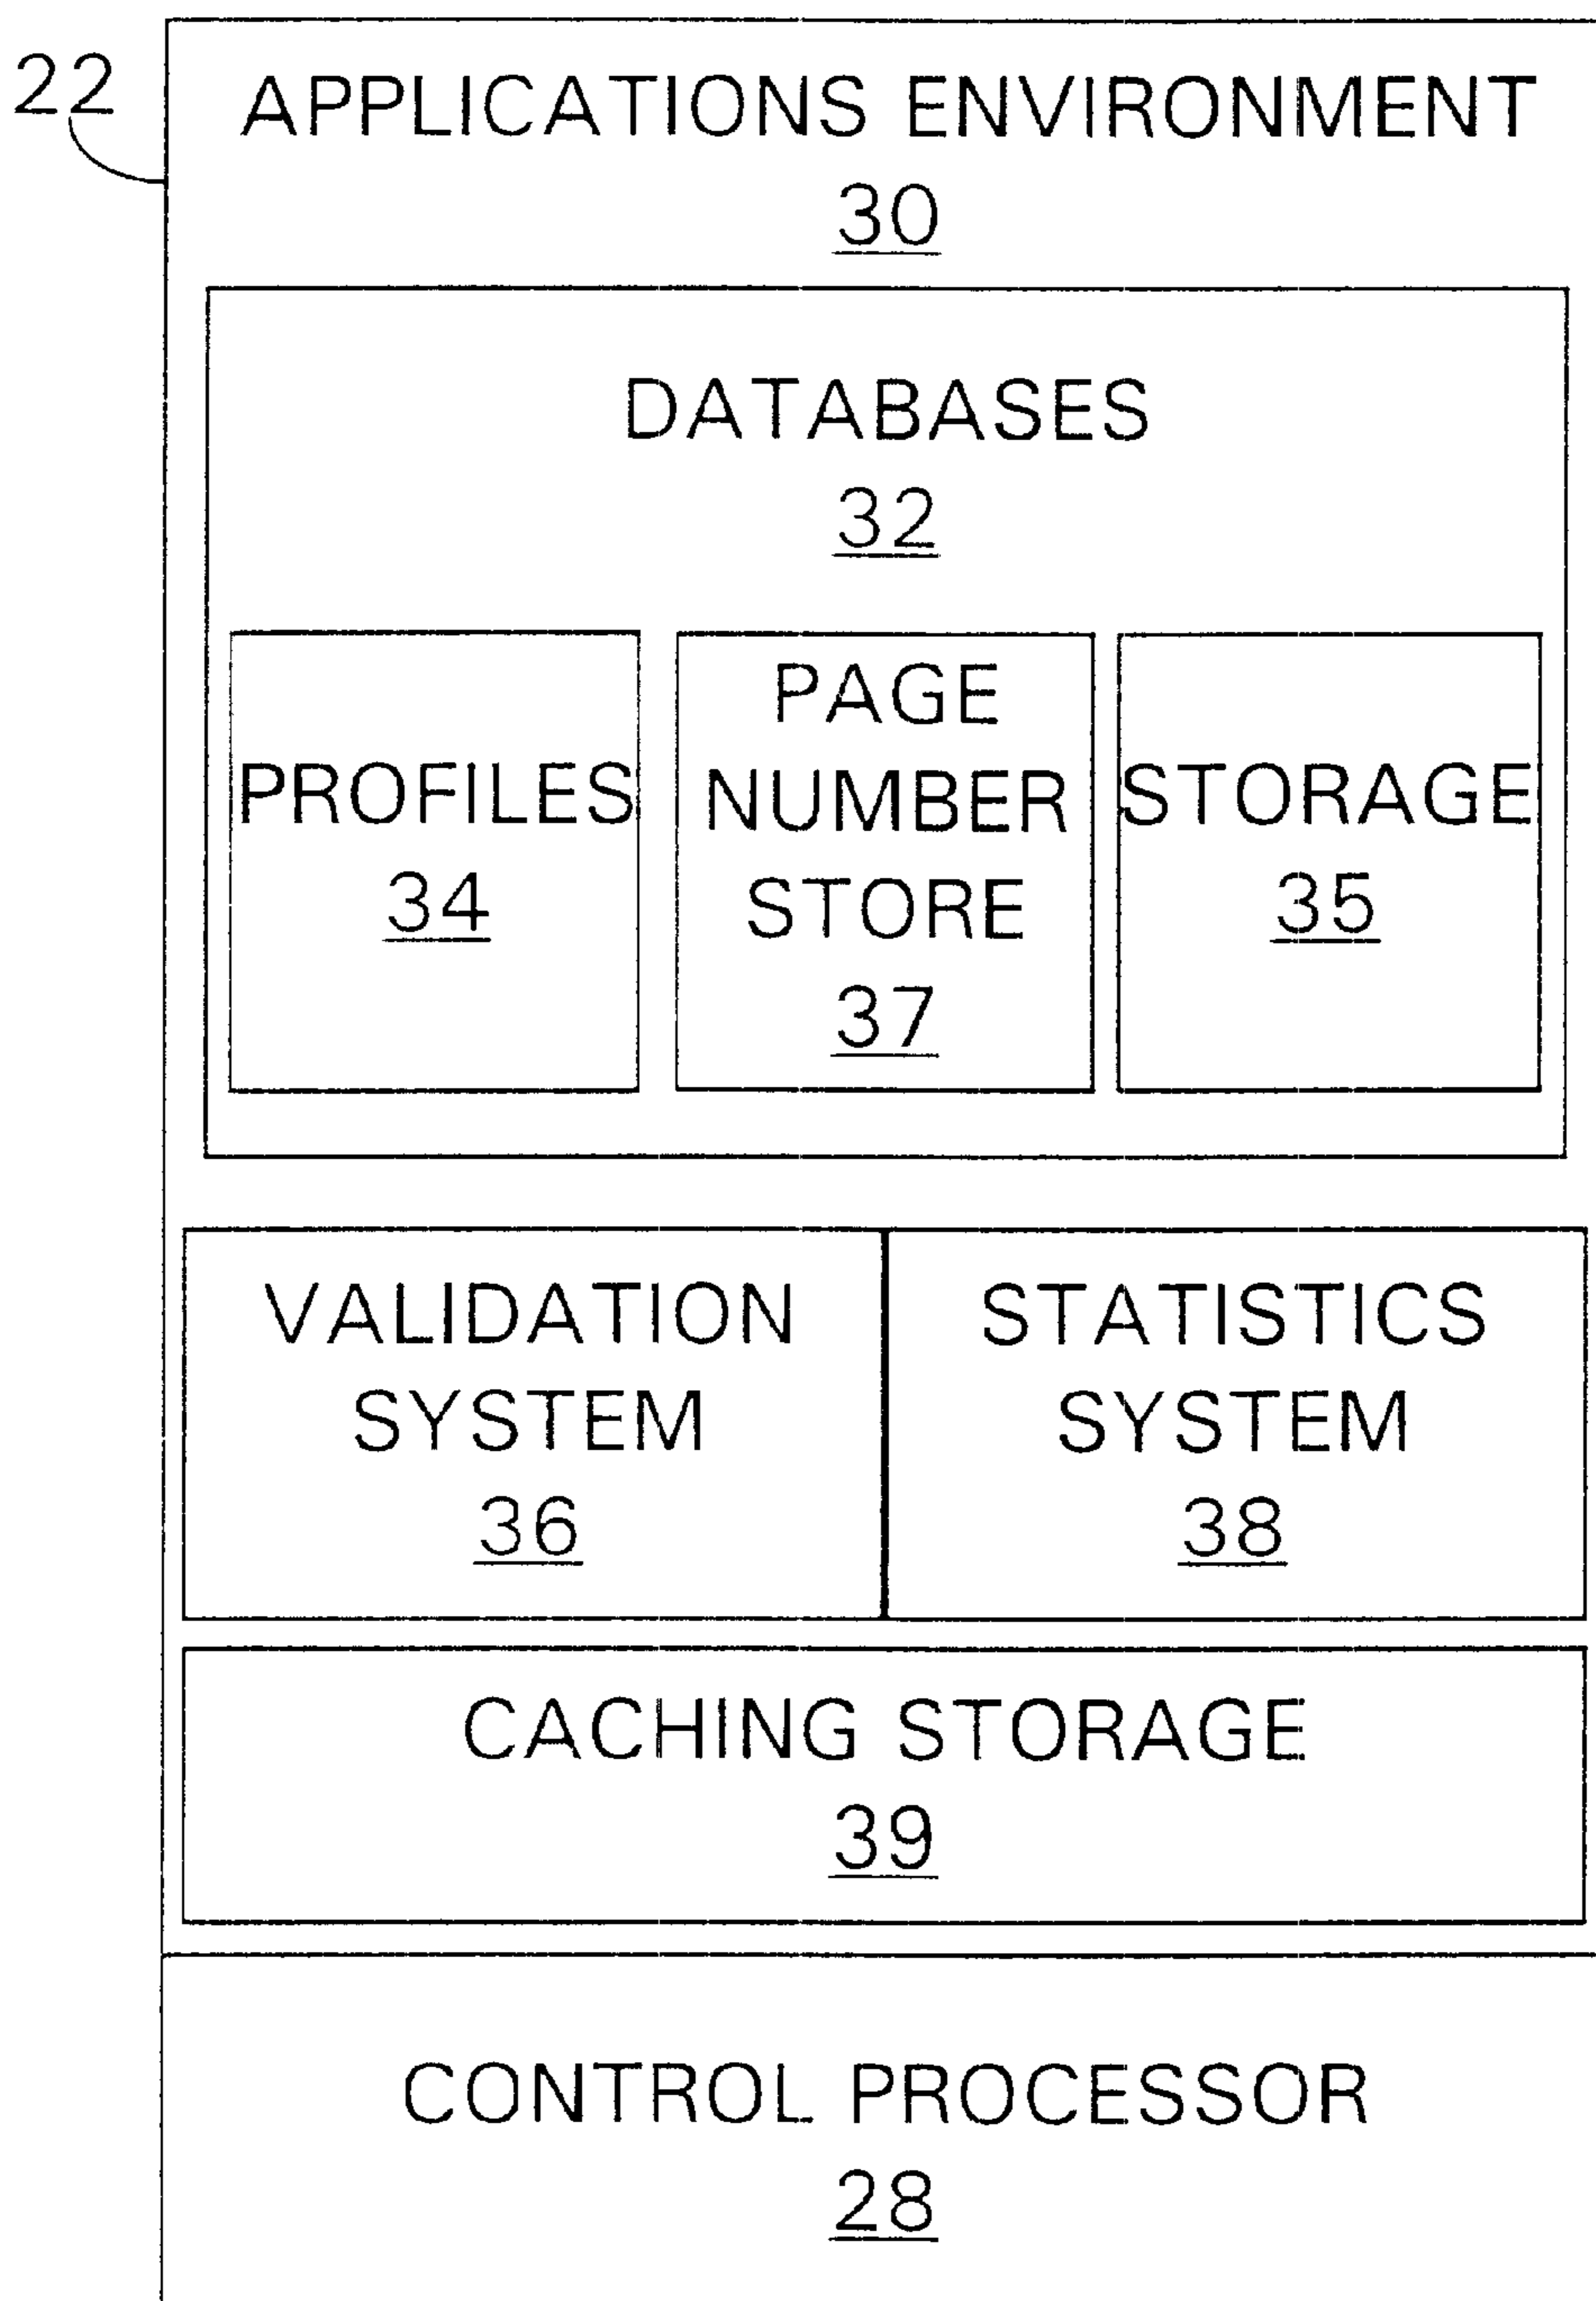 22
APPLICATIONS ENVIRONMENT
30
DATABASES
32
PROFILES
34
PAGE
NUMBER
STORE
37
STORAGE
35
VALIDATION
SYSTEM
36
STATISTICS
SYSTEM
38
CACHING STORAGE
39
CONTROL PROCESSOR
28